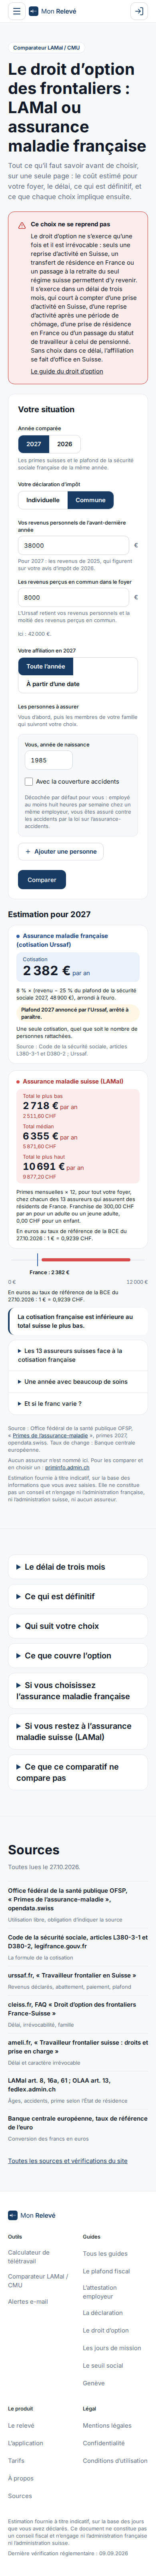 Mon Relevé
Comparateur LAMal / CMU
Le droit d’option
des frontaliers :
LAMal ou
assurance
maladie française
Tout ce qu’il faut savoir avant de choisir,
sur une seule page : le coût estimé pour
votre foyer, le délai, ce qui est définitif, et
ce que chaque choix implique ensuite.
Ce choix ne se reprend pas
Le droit d’option ne s’exerce qu’une
fois et il est irrévocable : seuls une
reprise d’activité en Suisse, un
transfert de résidence en France ou
un passage à la retraite du seul
régime suisse permettent d’y revenir.
Il s’exerce dans un délai de trois
mois, qui court à compter d’une prise
d’activité en Suisse, d’une reprise
d’activité après une période de
chômage, d’une prise de résidence
en France ou d’un passage à la
retraite ; il est donc personnel.
Sans choix dans ce délai, l’affiliation
se fait d’office en Suisse.
Le guide du droit d’option
Votre situation
Année comparée
2027
2026
Les primes suisses et le plafond de la sécurité
sociale française de la même année.
Votre déclaration d’impôt
Individuelle
Commune
Vos revenus personnels de l’avant-dernière
année
38000
€
Pour 2027 : les revenus de 2025, qui figurent
sur votre avis d’impôt de 2026.
Les revenus perçus en commun dans le foyer
8000
€
L’Urssaf retient vos revenus personnels et la
moitié des revenus perçus en commun.
Ici : 42 000 €.
Votre affiliation en 2027
Toute l’année
À partir d’une date
Les personnes à assurer
Vous d’abord, puis les membres de votre famille
qui suivront votre choix.
Vous, année de naissance
1985
Avec la couverture accidents
Décochée par défaut pour vous : employé
au moins huit heures par semaine chez un
même employeur, vous êtes assuré contre
les accidents par la loi sur l’assurance-
accidents.
Ajouter une personne
Comparer
Estimation pour 2027
Assurance maladie française
(cotisation Urssaf)
Cotisation
2 382 € par an
8 % × (revenu − 25 % du plafond de la sécurité
sociale 2027, 48 900 €), arrondi à l’euro.
Plafond 2027 annoncé par l’Urssaf, arrêté à
paraître.
Une seule cotisation, quel que soit le nombre de
personnes rattachées.
Source : Code de la sécurité sociale, articles
L380-3-1 et D380-2 ; Urssaf.
Assurance maladie suisse (LAMal)
Total le plus bas
2 718 € par an
2 511,60 CHF
Total médian
6 355 € par an
5 871,60 CHF
Total le plus haut
10 691 € par an
9 877,20 CHF
Primes mensuelles × 12, pour tout votre foyer,
chez chacun des 13 assureurs qui assurent des
résidents de France. Franchise de 300,00 CHF
par an pour un adulte ou un jeune adulte,
0,00 CHF pour un enfant.
En euros au taux de référence de la BCE du
27.10.2026 : 1 € = 0,9239 CHF.
France : 2 382 €
0 €
12 000 €
En euros au taux de référence de la BCE du
27.10.2026 : 1 € = 0,9239 CHF.
La cotisation française est inférieure au
total suisse le plus bas.
Les 13 assureurs suisses face à la
cotisation française
Une année avec beaucoup de soins
Et si le franc varie ?
Source : Office fédéral de la santé publique OFSP,
« Primes de l’assurance-maladie », primes 2027,
opendata.swiss. Taux de change : Banque centrale
européenne.
Aucun assureur n’est nommé ici. Pour les comparer et
en choisir un : priminfo.admin.ch
Estimation fournie à titre indicatif, sur la base des
informations que vous avez saisies. Elle ne constitue
pas un conseil et n’engage ni l’administration française,
ni l’administration suisse, ni aucun assureur.
Le délai de trois mois
Ce qui est définitif
Qui suit votre choix
Ce que couvre l’option
Si vous choisissez
l’assurance maladie française
Si vous restez à l’assurance
maladie suisse (LAMal)
Ce que ce comparatif ne
compare pas
Sources
Toutes lues le 27.10.2026.
Office fédéral de la santé publique OFSP,
« Primes de l’assurance-maladie »,
opendata.swiss
Utilisation libre, obligation d’indiquer la source
Code de la sécurité sociale, articles L380-3-1 et
D380-2, legifrance.gouv.fr
La formule de la cotisation
urssaf.fr, « Travailleur frontalier en Suisse »
Revenus déclarés, abattement, paiement, plafond
cleiss.fr, FAQ « Droit d’option des frontaliers
France-Suisse »
Délai, irrévocabilité, famille
ameli.fr, « Travailleur frontalier suisse : droits et
prise en charge »
Délai et caractère irrévocable
LAMal art. 8, 16a, 61 ; OLAA art. 13,
fedlex.admin.ch
Âges, accidents, prime selon l’État de résidence
Banque centrale européenne, taux de référence
de l’euro
Conversion des francs en euros
Toutes les sources et vérifications du site
Mon Relevé
Outils
Calculateur de
télétravail
Comparateur LAMal /
CMU
Alertes e-mail
Guides
Tous les guides
Le plafond fiscal
L’attestation
employeur
La déclaration
Le droit d’option
Les jours de mission
Le seuil social
Genève
Le produit
Le relevé
L’application
Tarifs
À propos
Sources
Légal
Mentions légales
Confidentialité
Conditions d’utilisation
Estimation fournie à titre indicatif, sur la base des jours
que vous avez déclarés. Ce document ne constitue pas
un conseil fiscal et n’engage ni l’administration française
ni l’administration suisse.
Dernière vérification réglementaire : 09.09.2026